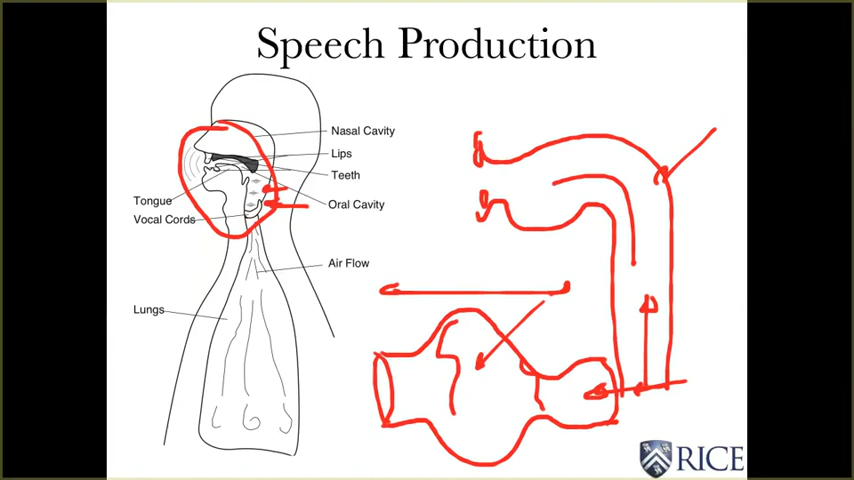 Speech Production
Nasal Cavity
Lips
Teeth
Tongue
Oral Cavity
Vocal Cords
Air Flow
Lungs
RICE